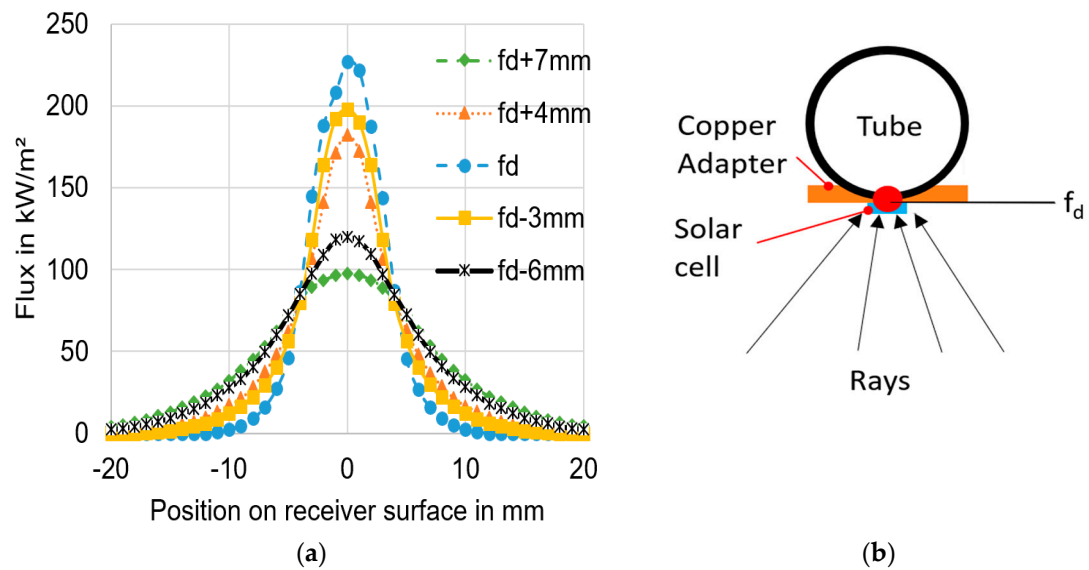 250
200
150
100
50
0
Flux in kW/m²
-20
-10
0
10
20
Position on receiver surface in mm
fd+7mm
fd+4mm
fd
fd-3mm
fd-6mm
(a)
Tube
Copper
Adapter
Solar
cell
f_d
Rays
(b)